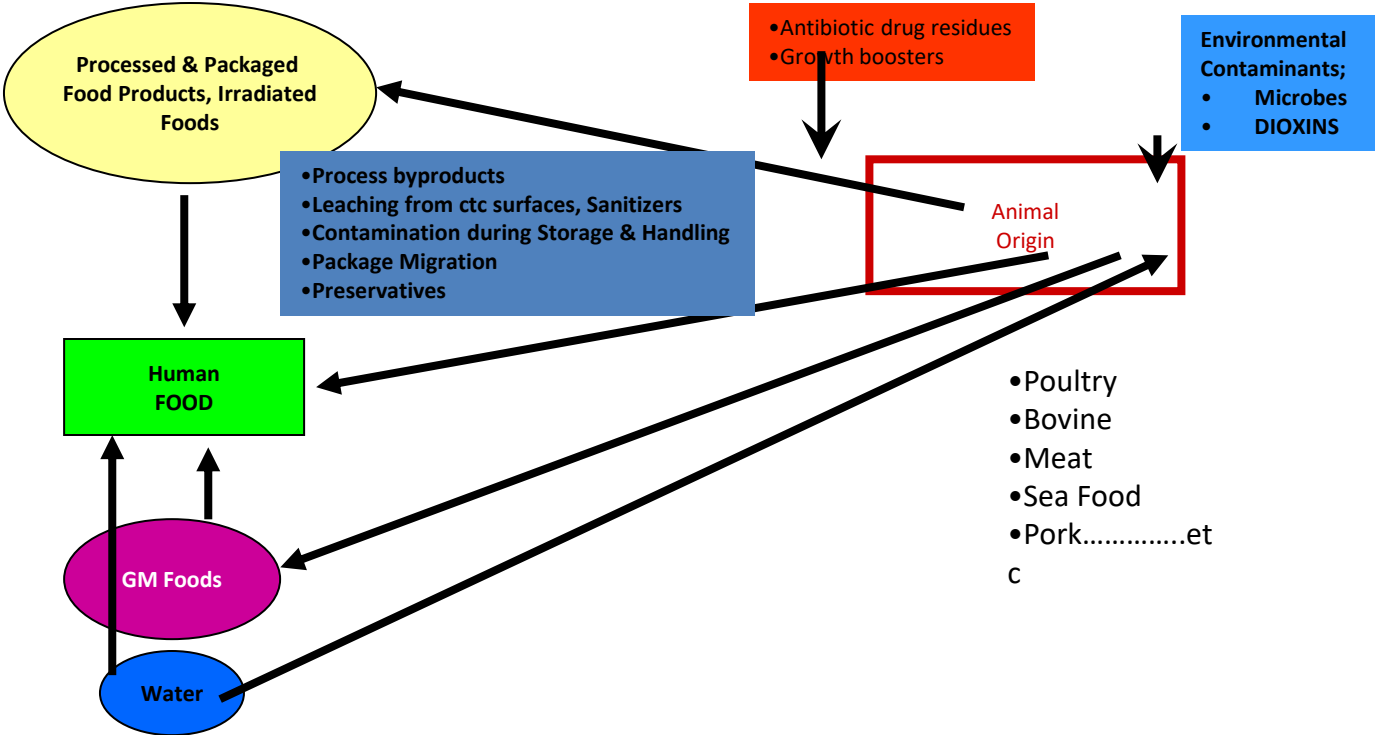 Processed & Packaged
Food Products, Irradiated
Foods
•Antibiotic drug residues
•Growth boosters
Environmental
Contaminants;
• Microbes
• DIOXINS
•Process byproducts
•Leaching from ctc surfaces, Sanitizers
•Contamination during Storage & Handling
•Package Migration
•Preservatives
Animal
Origin
Human
FOOD
•Poultry
•Bovine
•Meat
•Sea Food
•Pork…………..et
c
GM Foods
Water